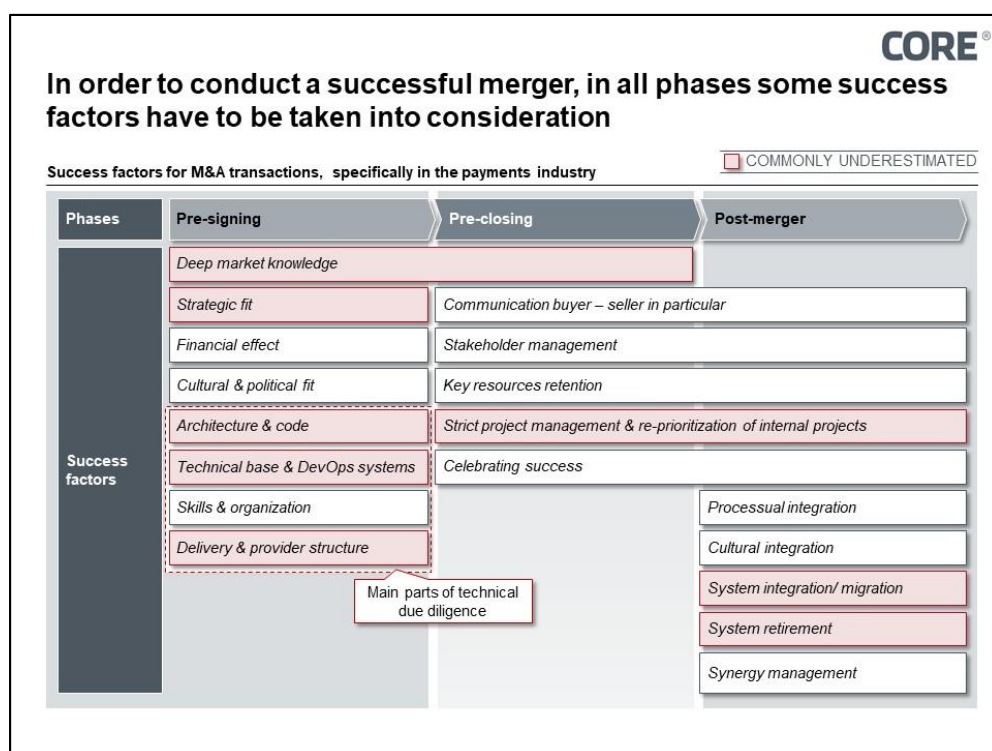 CORE®
In order to conduct a successful merger, in all phases some success
factors have to be taken into consideration
Success factors for M&A transactions, specifically in the payments industry
COMMONLY UNDERESTIMATED
Phases
Pre-signing
Pre-closing
Post-merger
Success
factors
Deep market knowledge
Strategic fit
Communication buyer – seller in particular
Financial effect
Stakeholder management
Cultural & political fit
Key resources retention
Architecture & code
Strict project management & re-prioritization of internal projects
Technical base & DevOps systems
Celebrating success
Skills & organization
Processual integration
Delivery & provider structure
Cultural integration
Main parts of technical
due diligence
System integration/ migration
System retirement
Synergy management